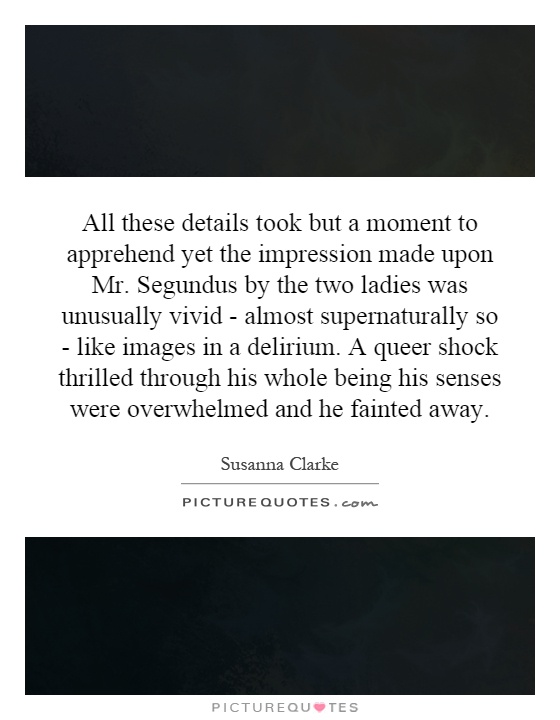 All these details took but a moment to
apprehend yet the impression made upon
Mr. Segundus by the two ladies was
unusually vivid - almost supernaturally so
- like images in a delirium. A queer shock
thrilled through his whole being his senses
were overwhelmed and he fainted away.
Susanna Clarke
PICTUREQUOTES.com
PICTUREQU♥TES